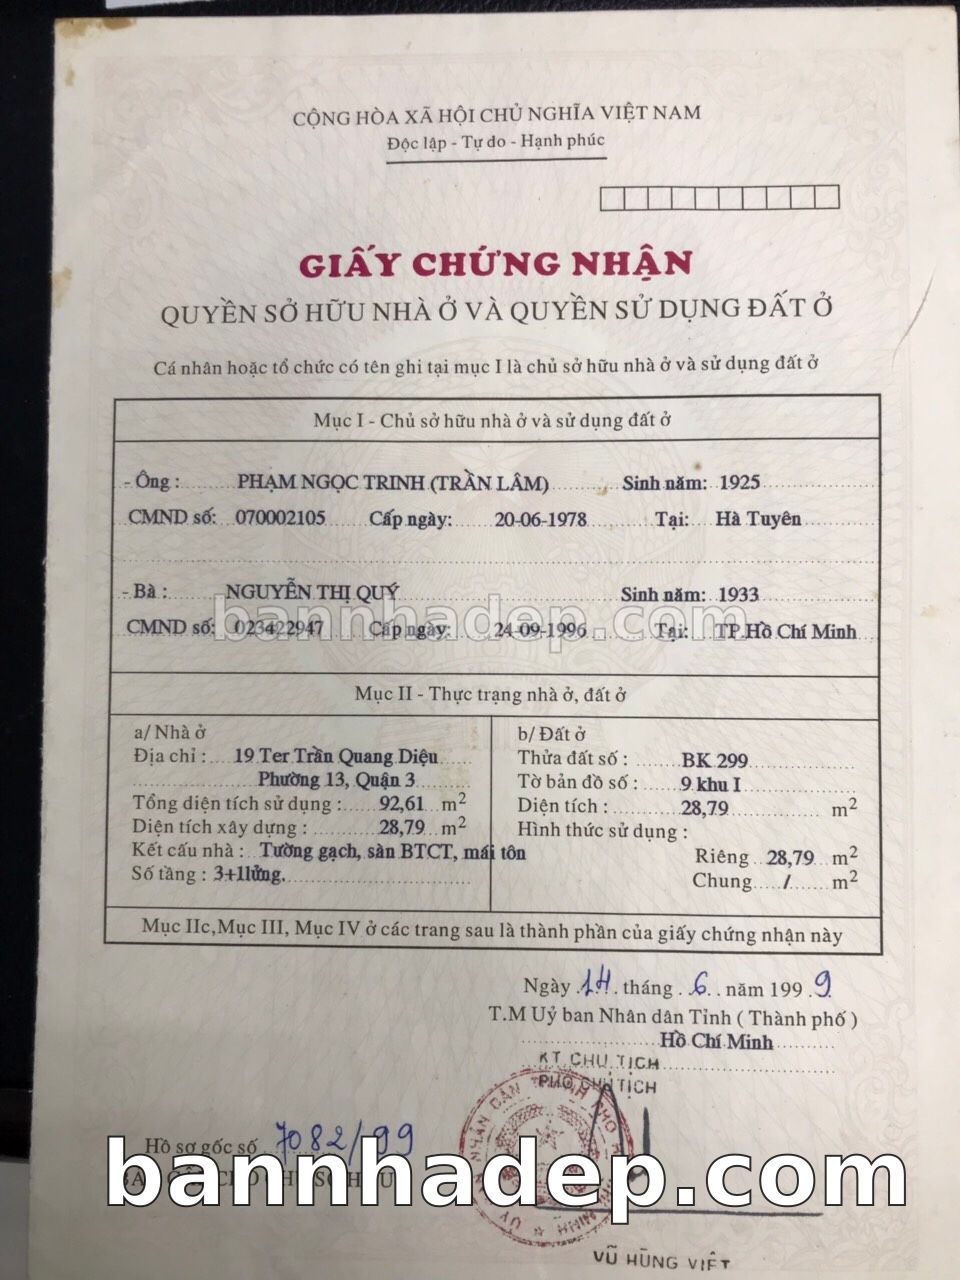 CỘNG HÒA XÃ HỘI CHỦ NGHĨA VIỆT NAM
Độc lập - Tự do - Hạnh phúc
GIẤY CHỨNG NHẬN
QUYỀN SỞ HỮU NHÀ Ở VÀ QUYỀN SỬ DỤNG ĐẤT Ở
Cá nhân hoặc tổ chức có tên ghi tại mục I là chủ sở hữu nhà ở và sử dụng đất ở
Mục I - Chủ sở hữu nhà ở và sử dụng đất ở
- Ông : PHẠM NGỌC TRINH (TRẦN LÂM) Sinh năm: 1925
CMND số: 070002105 Cấp ngày: 20-06-1978 Tại: Hà Tuyên
- Bà : NGUYỄN THỊ QUÝ Sinh năm: 1933
bannhadep.com
CMND số: 023422947 Cấp ngày: 24-09-1996 Tại: TP.Hồ Chí Minh
Mục II - Thực trạng nhà ở, đất ở
a/ Nhà ở
Địa chỉ : 19 Ter Trần Quang Diệu
Phường 13, Quận 3
Tổng diện tích sử dụng : 92,61 m2
Diện tích xây dựng : 28,79 m2
Kết cấu nhà : Tường gạch, sàn BTCT, mái tôn
Số tầng : 3+1lửng.
b/ Đất ở
Thửa đất số : BK 299
Tờ bản đồ số : 9 khu I
Diện tích : 28,79 m2
Hình thức sử dụng :
Riêng 28,79 m2
Chung / m2
Mục IIc,Mục III, Mục IV ở các trang sau là thành phần của giấy chứng nhận này
Ngày 14 tháng 6 năm 1999
T.M Uỷ ban Nhân dân Tỉnh ( Thành phố )
Hồ Chí Minh
KT CHỦ TỊCH
PHÓ CHỦ TỊCH
Hồ sơ gốc số 7082/99
bannhadep.com
VŨ HÙNG VIỆT